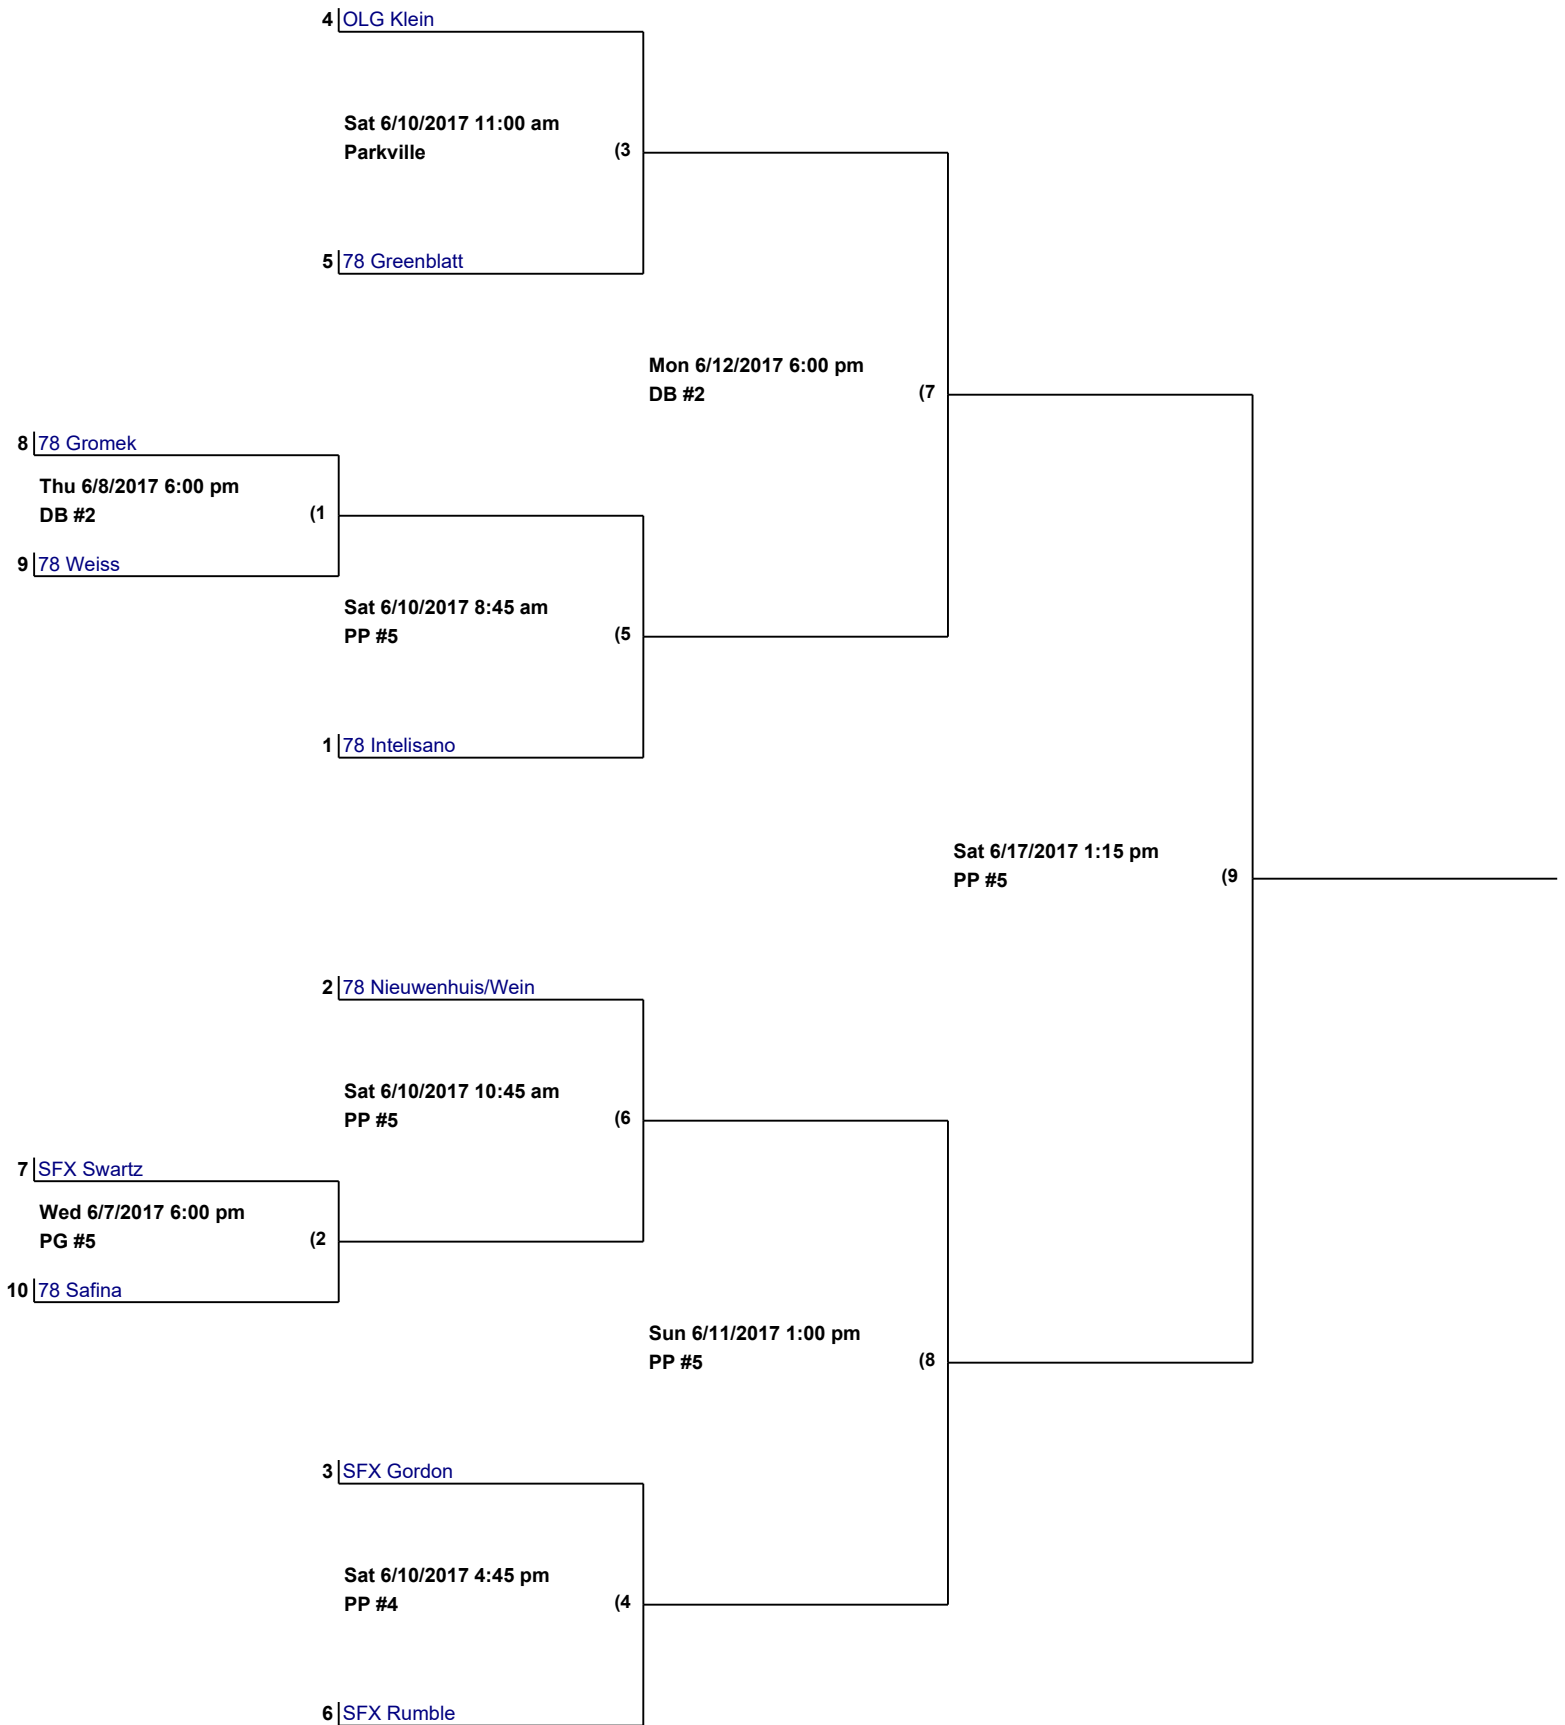 4 OLG Klein
Sat 6/10/2017 11:00 am
Parkville (3
5 78 Greenblatt
Mon 6/12/2017 6:00 pm
DB #2 (7
8 78 Gromek
Thu 6/8/2017 6:00 pm
DB #2 (1
9 78 Weiss
Sat 6/10/2017 8:45 am
PP #5 (5
1 78 Intelisano
Sat 6/17/2017 1:15 pm
PP #5 (9
2 78 Nieuwenhuis/Wein
Sat 6/10/2017 10:45 am
PP #5 (6
7 SFX Swartz
Wed 6/7/2017 6:00 pm
PG #5 (2
10 78 Safina
Sun 6/11/2017 1:00 pm
PP #5 (8
3 SFX Gordon
Sat 6/10/2017 4:45 pm
PP #4 (4
6 SFX Rumble